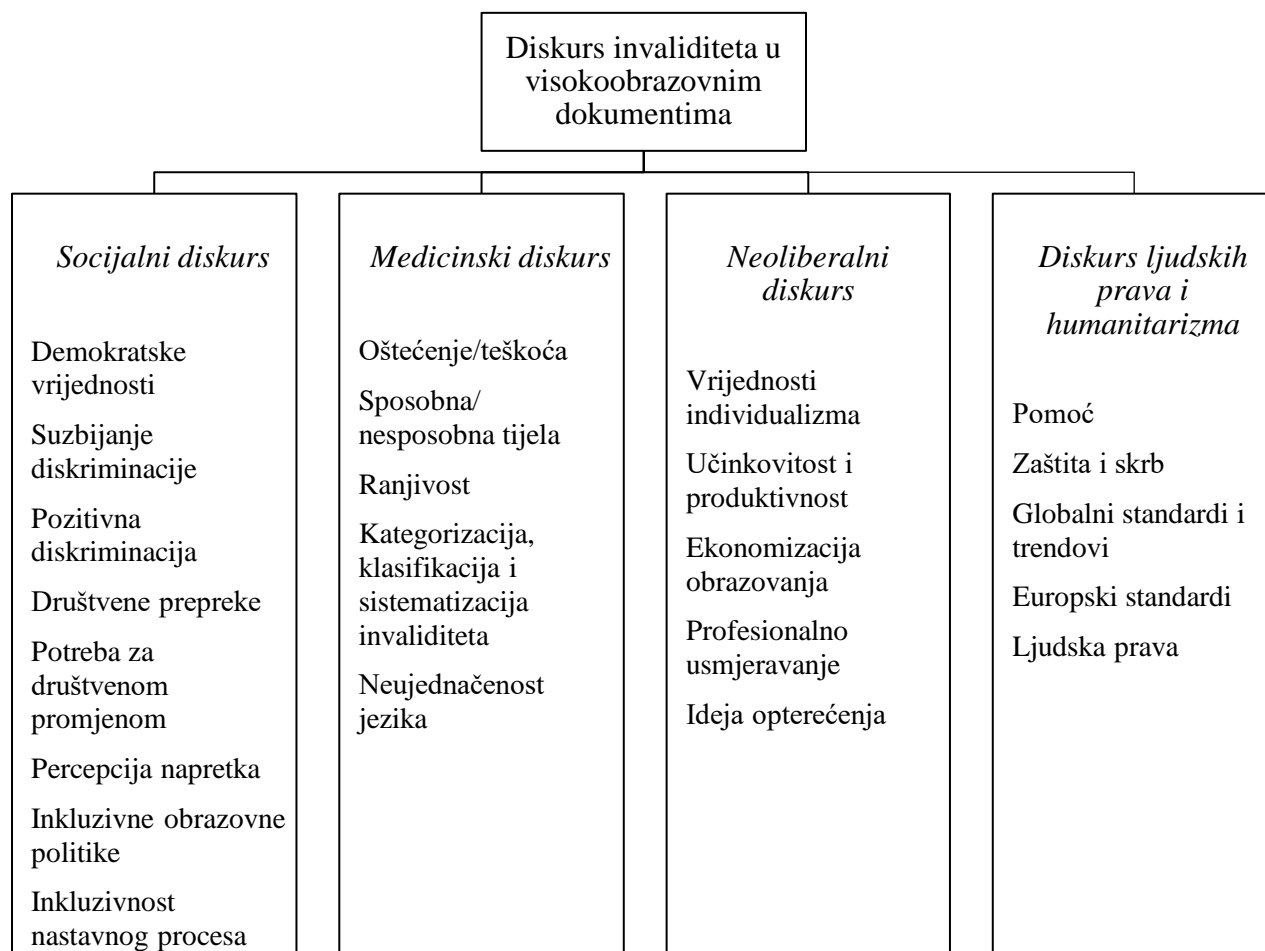 Diskurs invaliditeta u
visokoobrazovnim
dokumentima
Socijalni diskurs
Demokratske
vrijednosti
Suzbijanje
diskriminacije
Pozitivna
diskriminacija
Društvene prepreke
Potreba za
društvenom
promjenom
Percepcija napretka
Inkluzivne obrazovne
politike
Inkluzivnost
nastavnog procesa
Medicinski diskurs
Oštećenje/teškoća
Sposobna/
nesposobna tijela
Ranjivost
Kategorizacija,
klasifikacija i
sistematizacija
invaliditeta
Neujednačenost
jezika
Neoliberalni
diskurs
Vrijednosti
individualizma
Učinkovitost i
produktivnost
Ekonomizacija
obrazovanja
Profesionalno
usmjeravanje
Ideja opterećenja
Diskurs ljudskih
prava i
humanitarizma
Pomoć
Zaštita i skrb
Globalni standardi i
trendovi
Europski standardi
Ljudska prava